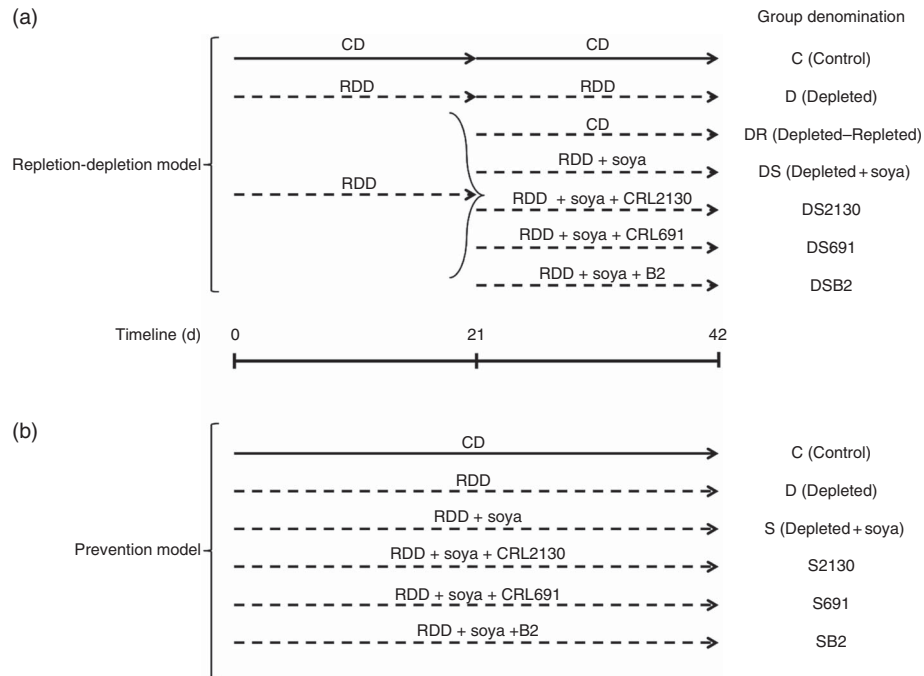 (a)
Group denomination
CD
CD
C (Control)
RDD
RDD
D (Depleted)
CD
DR (Depleted–Repleted)
Repletion-depletion model
RDD
RDD + soya
DS (Depleted + soya)
RDD + soya + CRL2130
DS2130
RDD + soya + CRL691
DS691
RDD + soya + B2
DSB2
Timeline (d)
0
21
42
(b)
CD
C (Control)
RDD
D (Depleted)
RDD + soya
S (Depleted + soya)
Prevention model
RDD + soya + CRL2130
S2130
RDD + soya + CRL691
S691
RDD + soya +B2
SB2